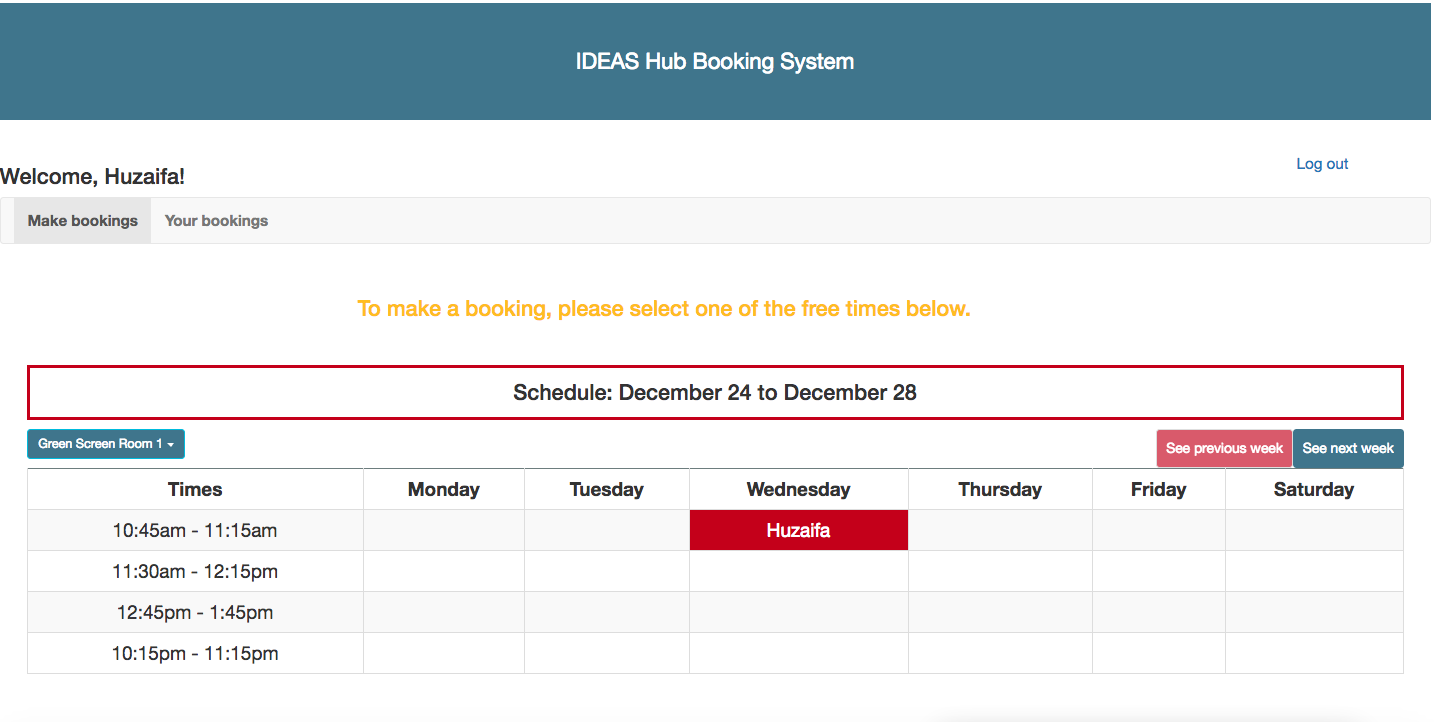 IDEAS Hub Booking System
Log out
Welcome, Huzaifa!
Make bookings Your bookings
To make a booking, please select one of the free times below.
Schedule: December 24 to December 28
Green Screen Room 1 See previous week See next week
Times Monday Tuesday Wednesday Thursday Friday Saturday
10:45am - 11:15am Huzaifa
11:30am - 12:15pm
12:45pm - 1:45pm
10:15pm - 11:15pm